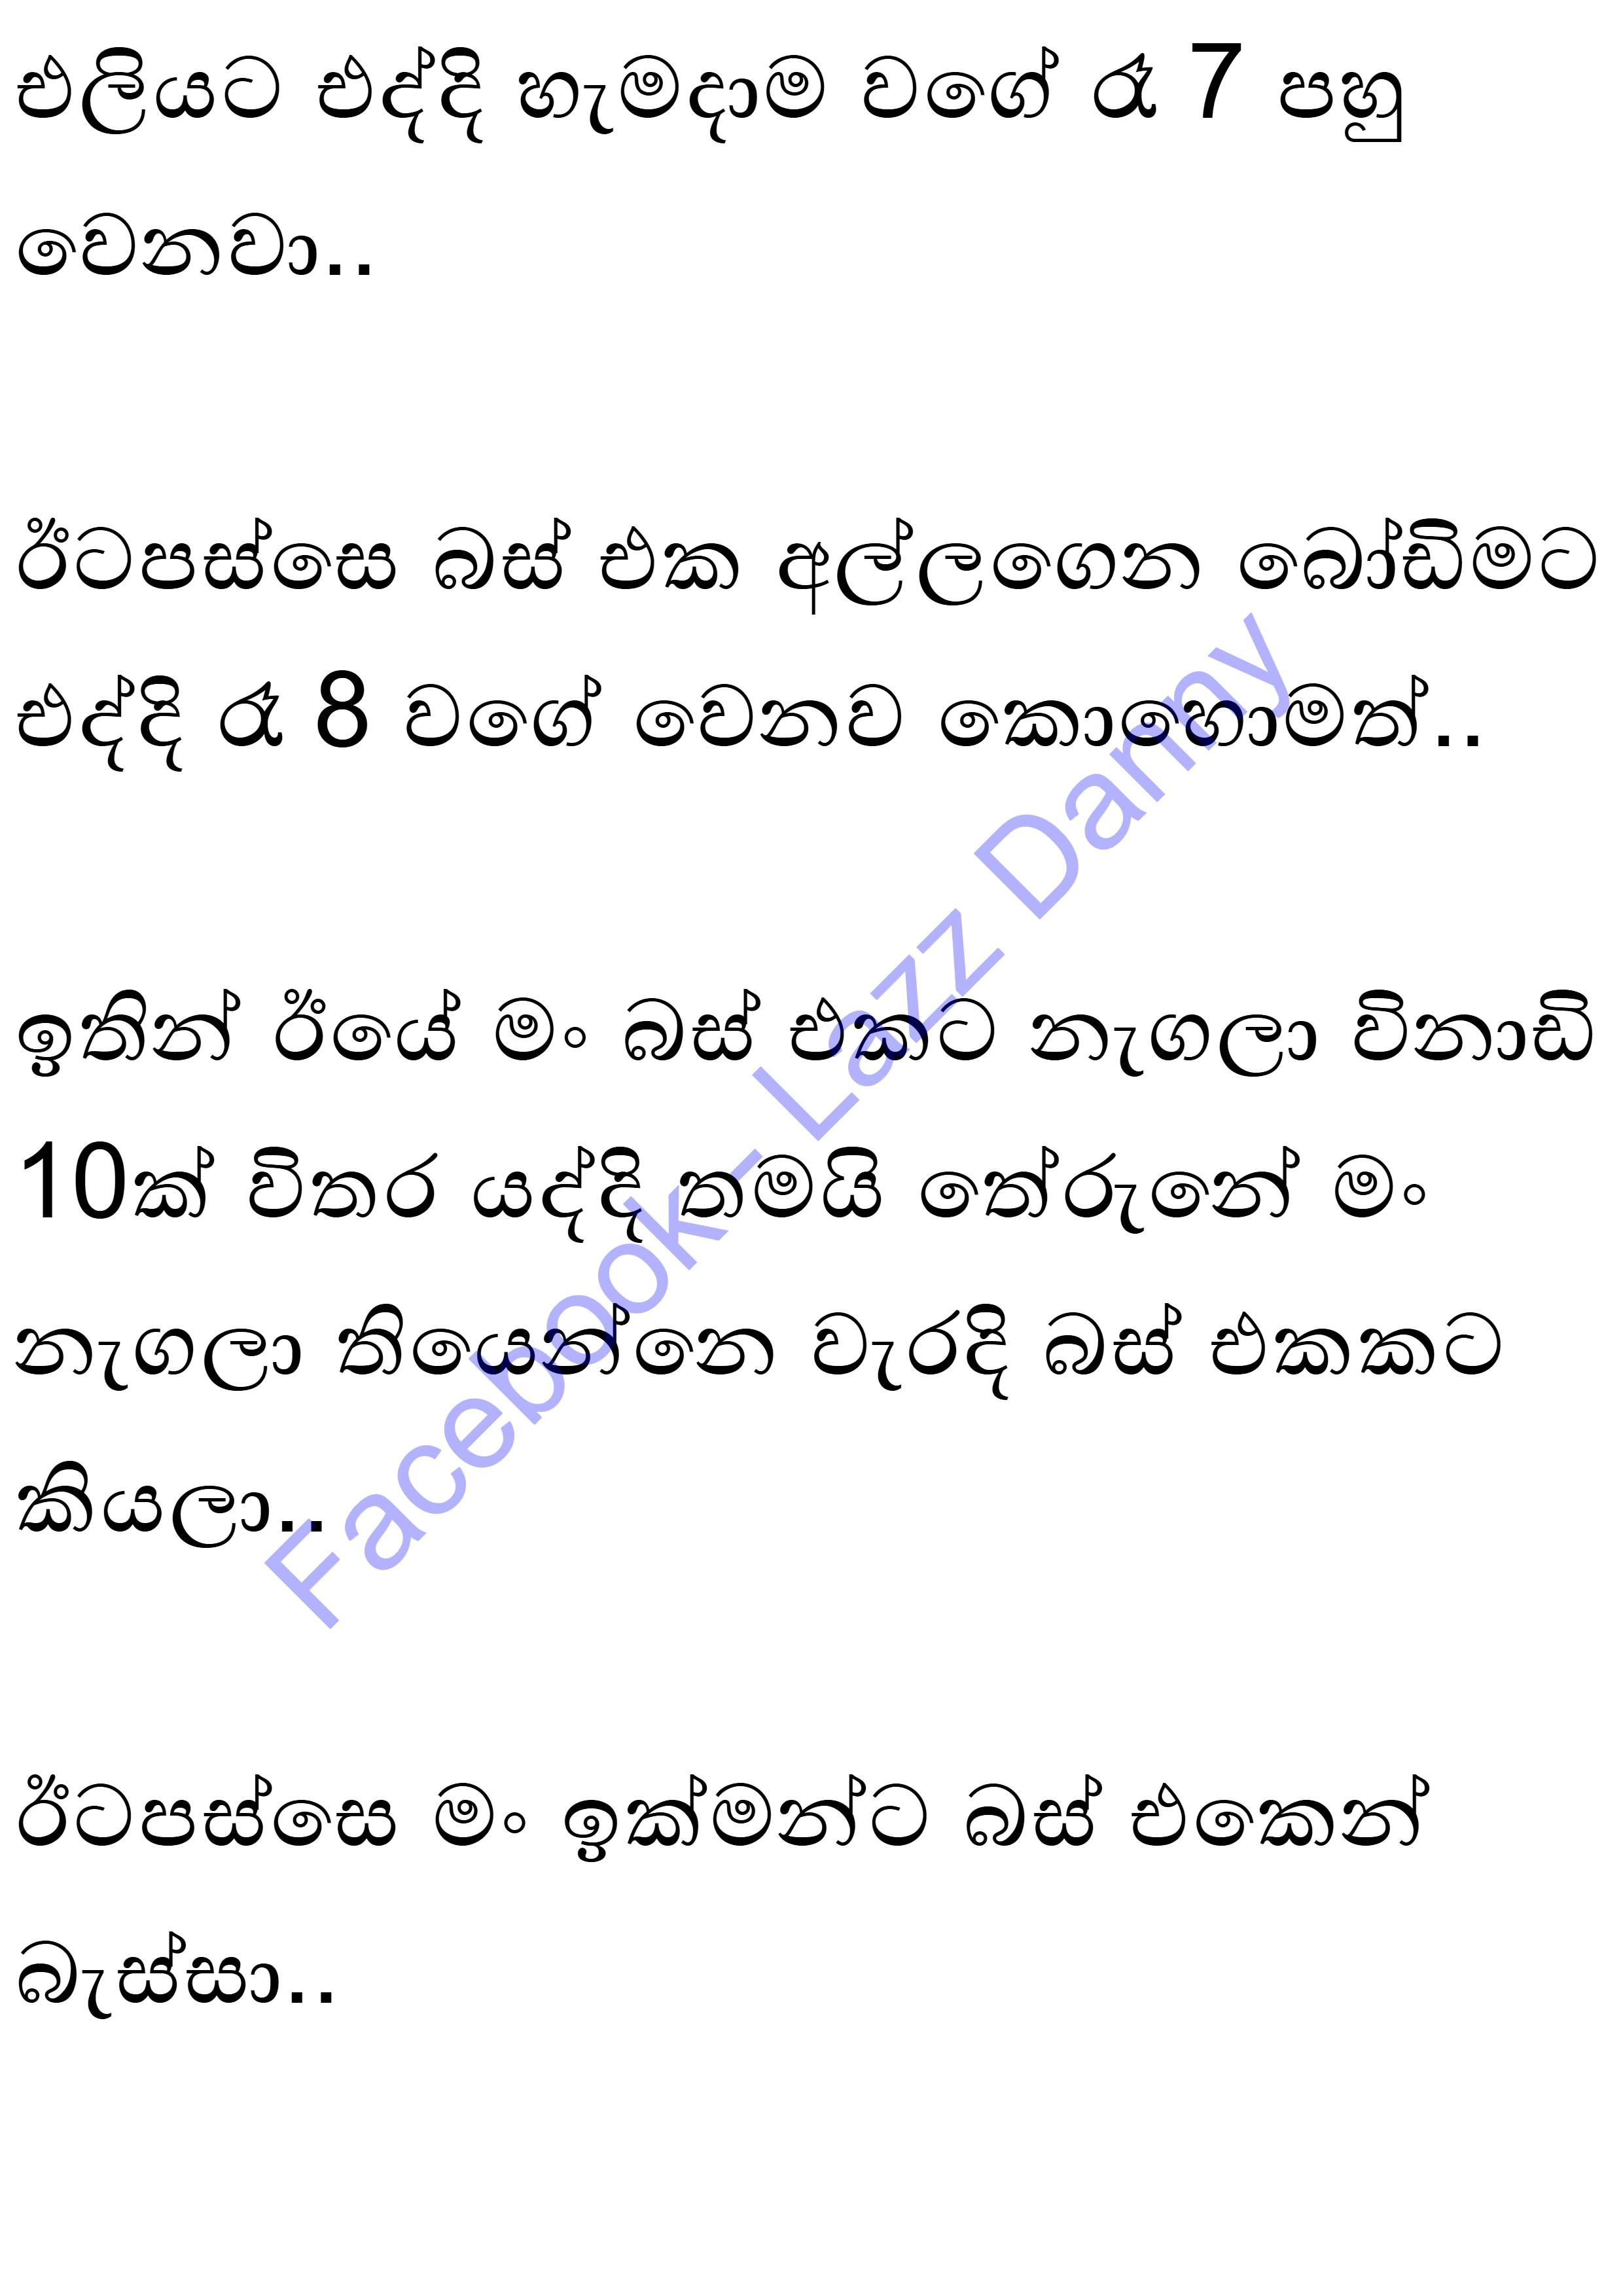 එලියට එද්දි හැමදාම වගේ රෑ 7 පහු
වෙනවා..
ඊටපස්සෙ බස් එක අල්ලගෙන බෝඩිමට
එද්දි රෑ 8 වගේ වෙනව කොහොමත්..
ඉතින් ඊයේ මං බස් එකට නැගලා විනාඩි
10ක් විතර යද්දි තමයි තේරුනේ මං
නැගලා තියෙන්නෙ වැරදි බස් එකකට
කියලා..
ඊටපස්සෙ මං ඉක්මන්ට බස් එකෙන්
බැස්සා..
Facebook- Lazz Danny